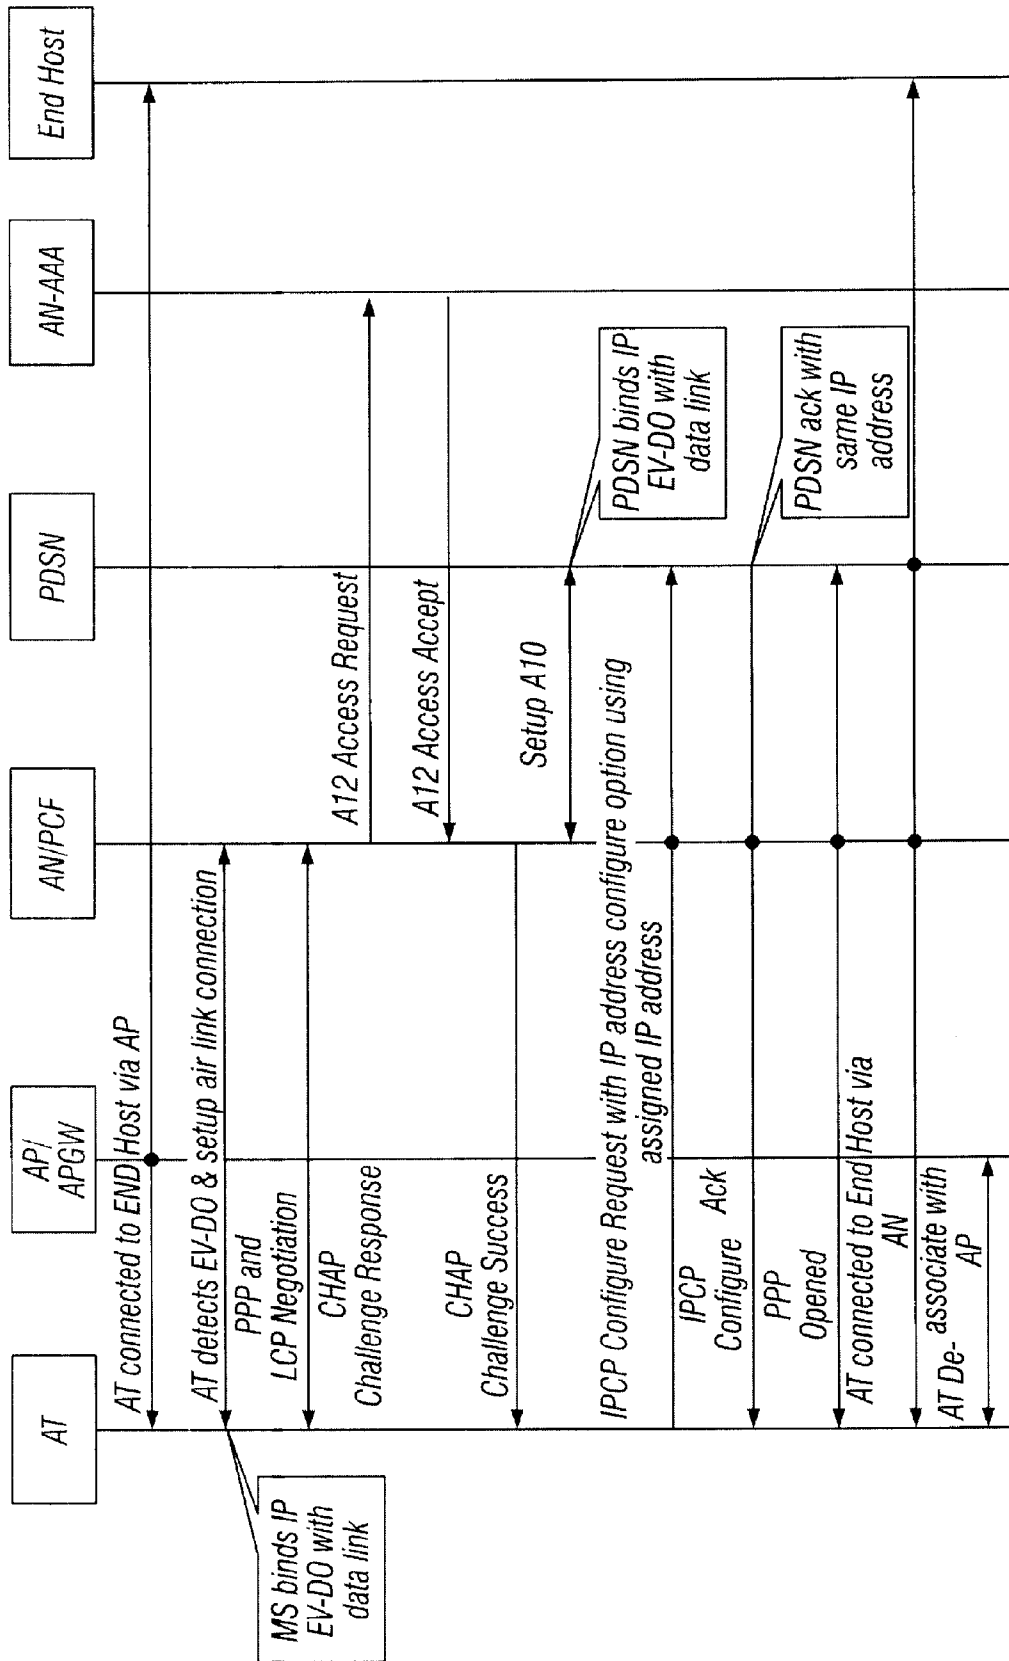 AT
AP/
APGW
AN/PCF
PDSN
AN-AAA
End Host
AT connected to END Host via AP
AT detects EV-DO & setup air link connection
MS binds IP
EV-DO with
data link
PPP and
LCP Negotiation
CHAP
Challenge Response
A12 Access Request
A12 Access Accept
CHAP
Challenge Success
Setup A10
PDSN binds IP
EV-DO with
data link
IPCP Configure Request with IP address configure option using
assigned IP address
IPCP
Configure Ack
PDSN ack with
same IP
address
PPP
Opened
AT connected to End Host via
AN
AT De-associate with
AP